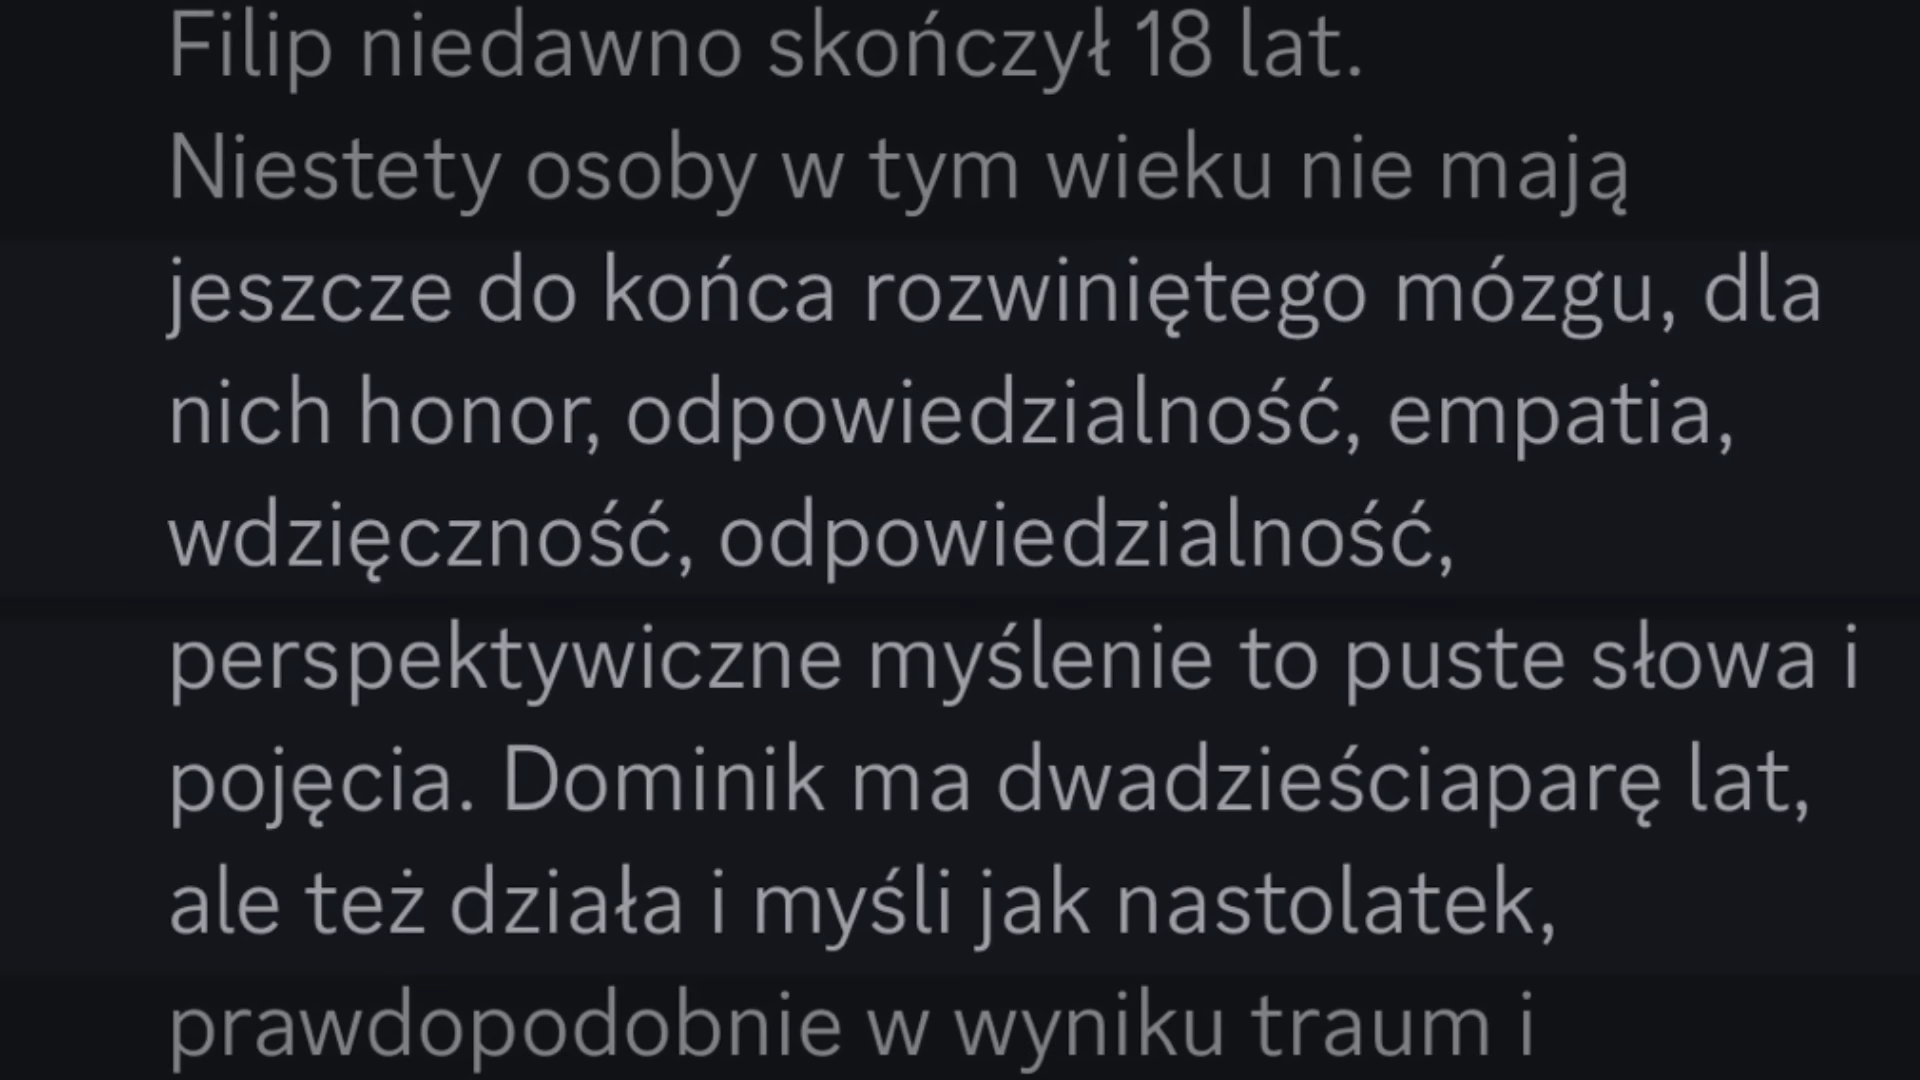 Filip niedawno skończył 18 lat.
Niestety osoby w tym wieku nie mają
jeszcze do końca rozwiniętego mózgu, dla
nich honor, odpowiedzialność, empatia,
wdzięczność, odpowiedzialność,
perspektywiczne myślenie to puste słowa i
pojęcia. Dominik ma dwadzieściaparę lat,
ale też działa i myśli jak nastolatek,
prawdopodobnie w wyniku traum i